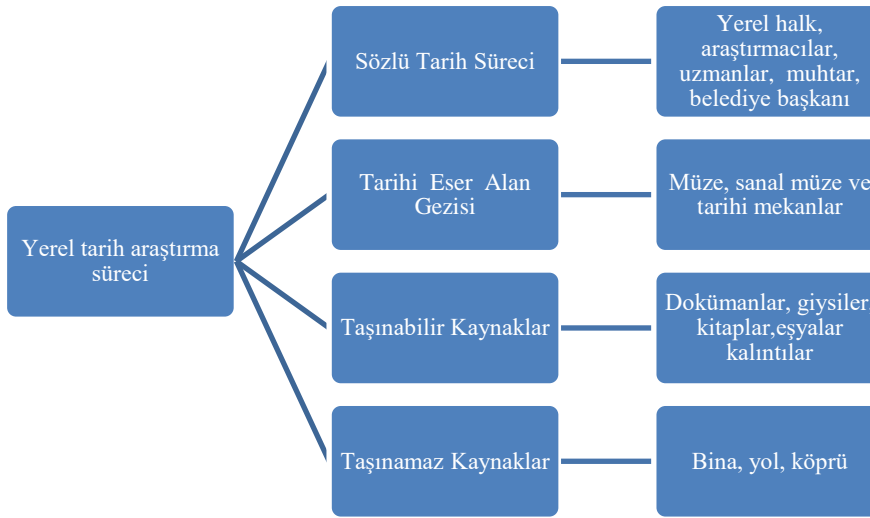 Yerel tarih araştırma
süreci
Sözlü Tarih Süreci
Yerel halk,
araştırmacılar,
uzmanlar, muhtar,
belediye başkanı
Tarihi Eser Alan
Gezisi
Müze, sanal müze ve
tarihi mekanlar
Taşınabilir Kaynaklar
Dokümanlar, giysiler,
kitaplar,eşyalar
kalıntılar
Taşınamaz Kaynaklar
Bina, yol, köprü